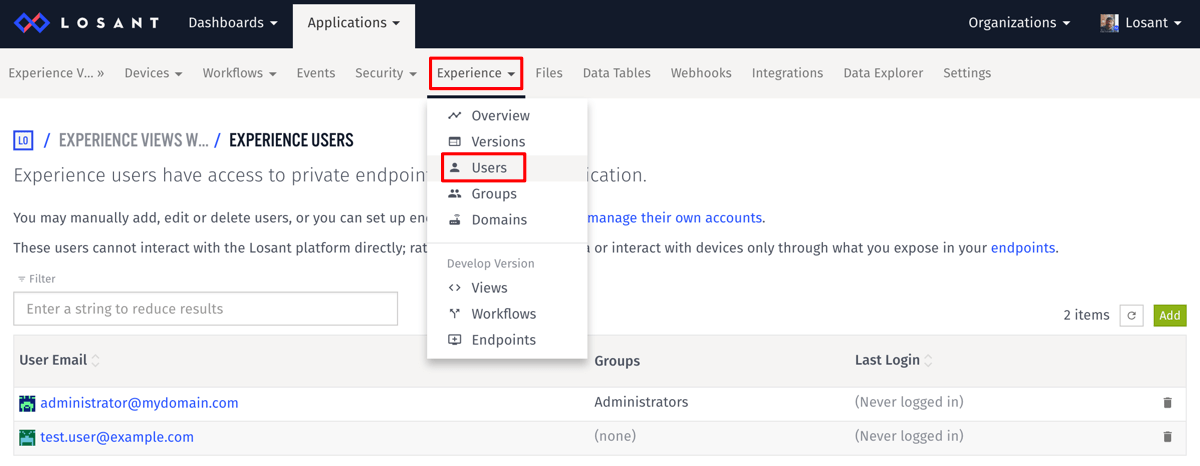 LOSANT Dashboards Applications Organizations Losant
Experience V... » Devices Workflows Events Security Experience Files Data Tables Webhooks Integrations Data Explorer Settings
Overview
Versions
Users
Groups
Domains
Develop Version
Views
Workflows
Endpoints
LO / EXPERIENCE VIEWS W... / EXPERIENCE USERS
Experience users have access to private endpoint ication.
You may manually add, edit or delete users, or you can set up en manage their own accounts.
These users cannot interact with the Losant platform directly; rat or interact with devices only through what you expose in your endpoints.
Filter
Enter a string to reduce results
2 items Add
User Email Groups Last Login
administrator@mydomain.com Administrators (Never logged in)
test.user@example.com (none) (Never logged in)